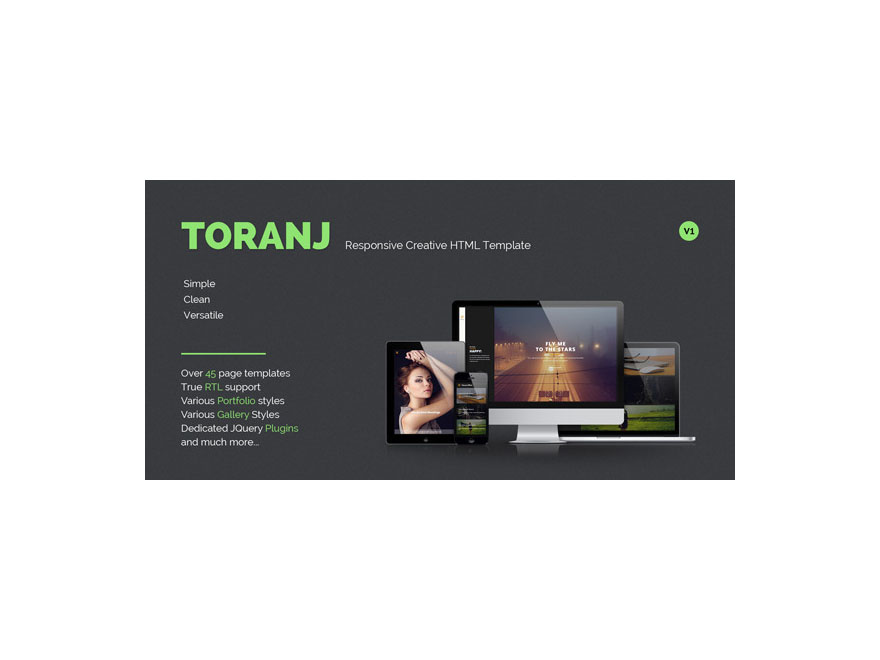 TORANJ
Responsive Creative HTML Template
V1
Simple
Clean
Versatile
Over 45 page templates
True RTL support
Various Portfolio styles
Various Gallery Styles
Dedicated JQuery Plugins
and much more...
FLY ME
TO THE STARS